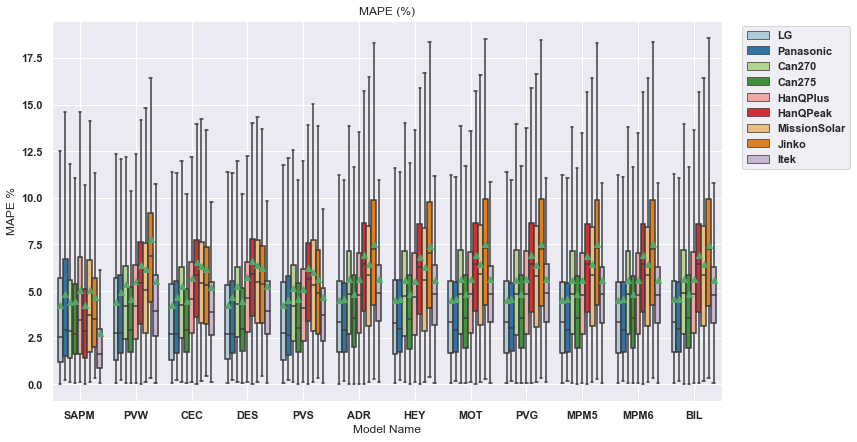 MAPE (%)
LG
Panasonic
Can270
Can275
HanQPlus
HanQPeak
MissionSolar
Jinko
Itek
MAPE %
17.5
15.0
12.5
10.0
7.5
5.0
2.5
0.0
SAPM PVW CEC DES PVS ADR HEY MOT PVG MPM5 MPM6 BIL
Model Name